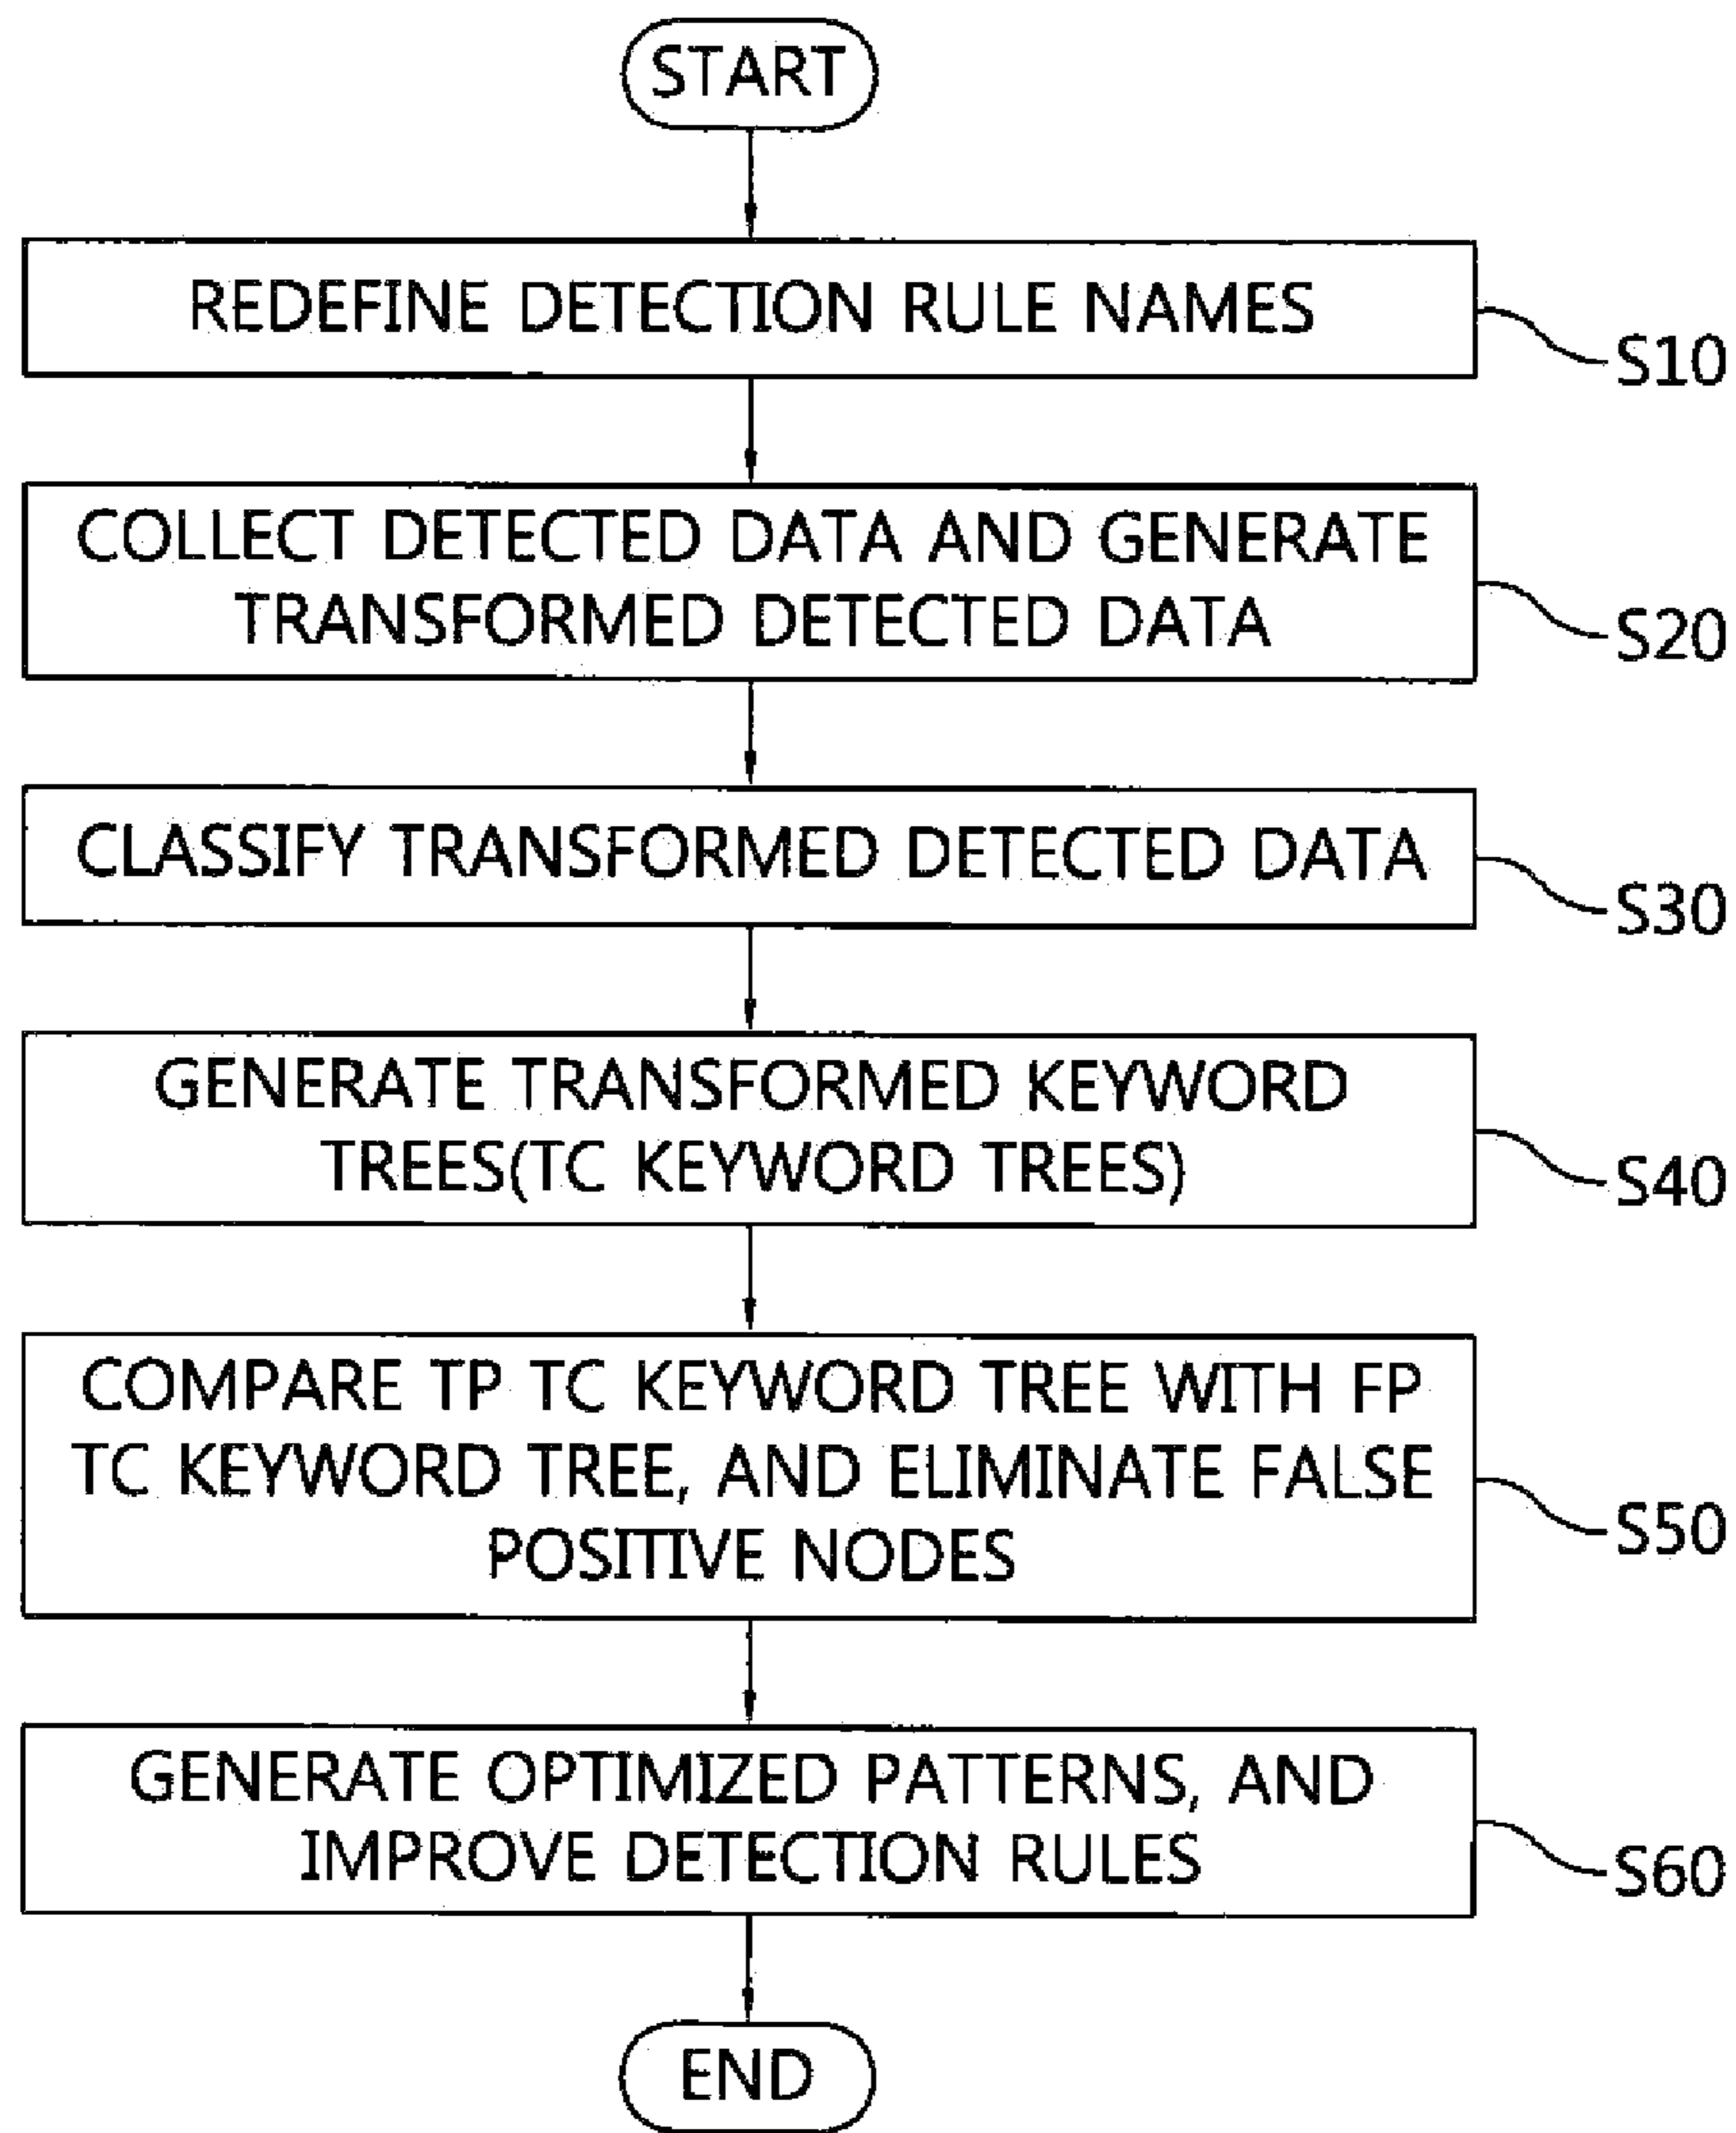 START
REDEFINE DETECTION RULE NAMES
S10
COLLECT DETECTED DATA AND GENERATE
TRANSFORMED DETECTED DATA
S20
CLASSIFY TRANSFORMED DETECTED DATA
S30
GENERATE TRANSFORMED KEYWORD
TREES(TC KEYWORD TREES)
S40
COMPARE TP TC KEYWORD TREE WITH FP
TC KEYWORD TREE, AND ELIMINATE FALSE
POSITIVE NODES
S50
GENERATE OPTIMIZED PATTERNS, AND
IMPROVE DETECTION RULES
S60
END